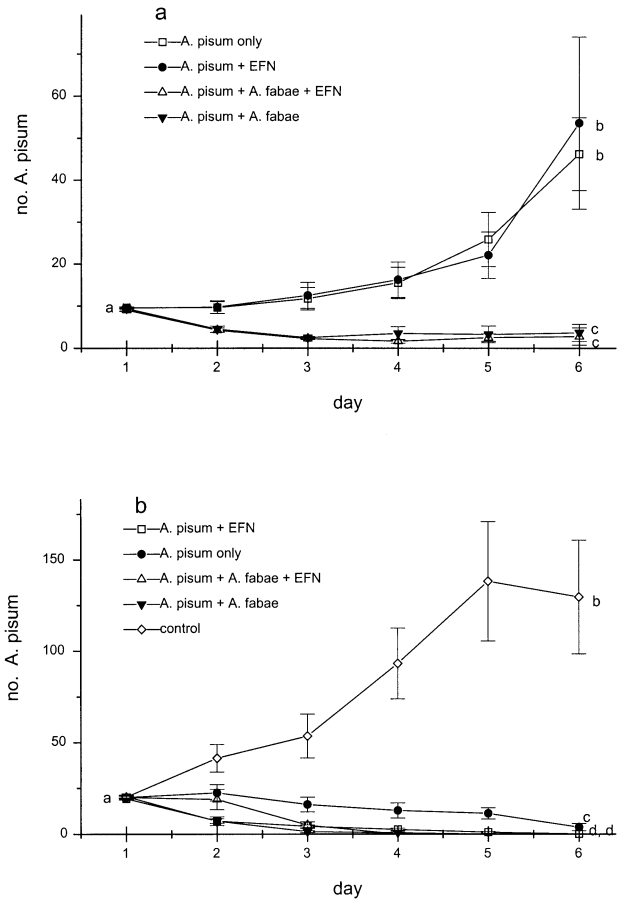 a
A. pisum only
A. pisum + EFN
A. pisum + A. fabae + EFN
A. pisum + A. fabae
no. A. pisum
60
40
20
0
a
b
b
c
c
1 2 3 4 5 6
day
b
A. pisum + EFN
A. pisum only
A. pisum + A. fabae + EFN
A. pisum + A. fabae
control
no. A. pisum
150
100
50
0
a
b
c
d, d
1 2 3 4 5 6
day